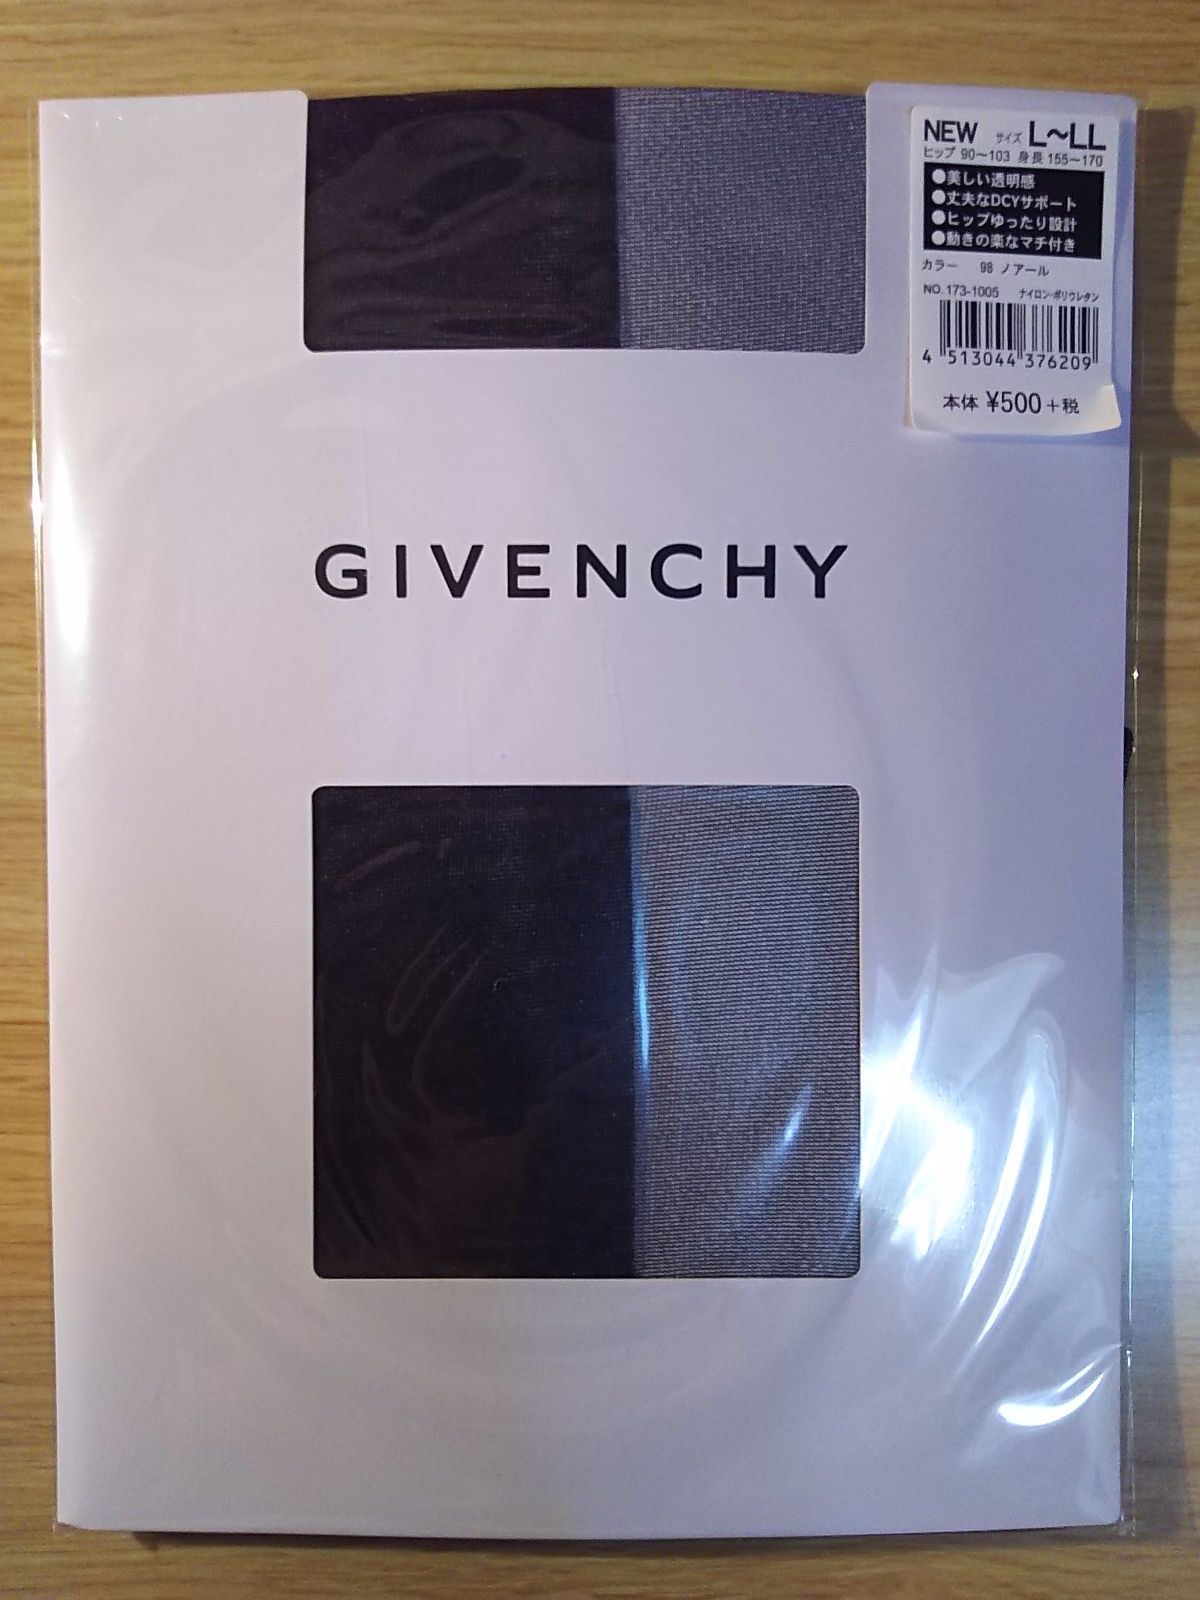 NEW サイズ L〜LL
ヒップ 90〜103 身長 155〜170
●美しい透明感
●丈夫なDCYサポート
●ヒップゆったり設計
●動きの楽なマチ付き
カラー 98 ノアール
NO. 173-1005 ナイロン・ポリウレタン
4 513044 376209
本体 ¥500+税
GIVENCHY